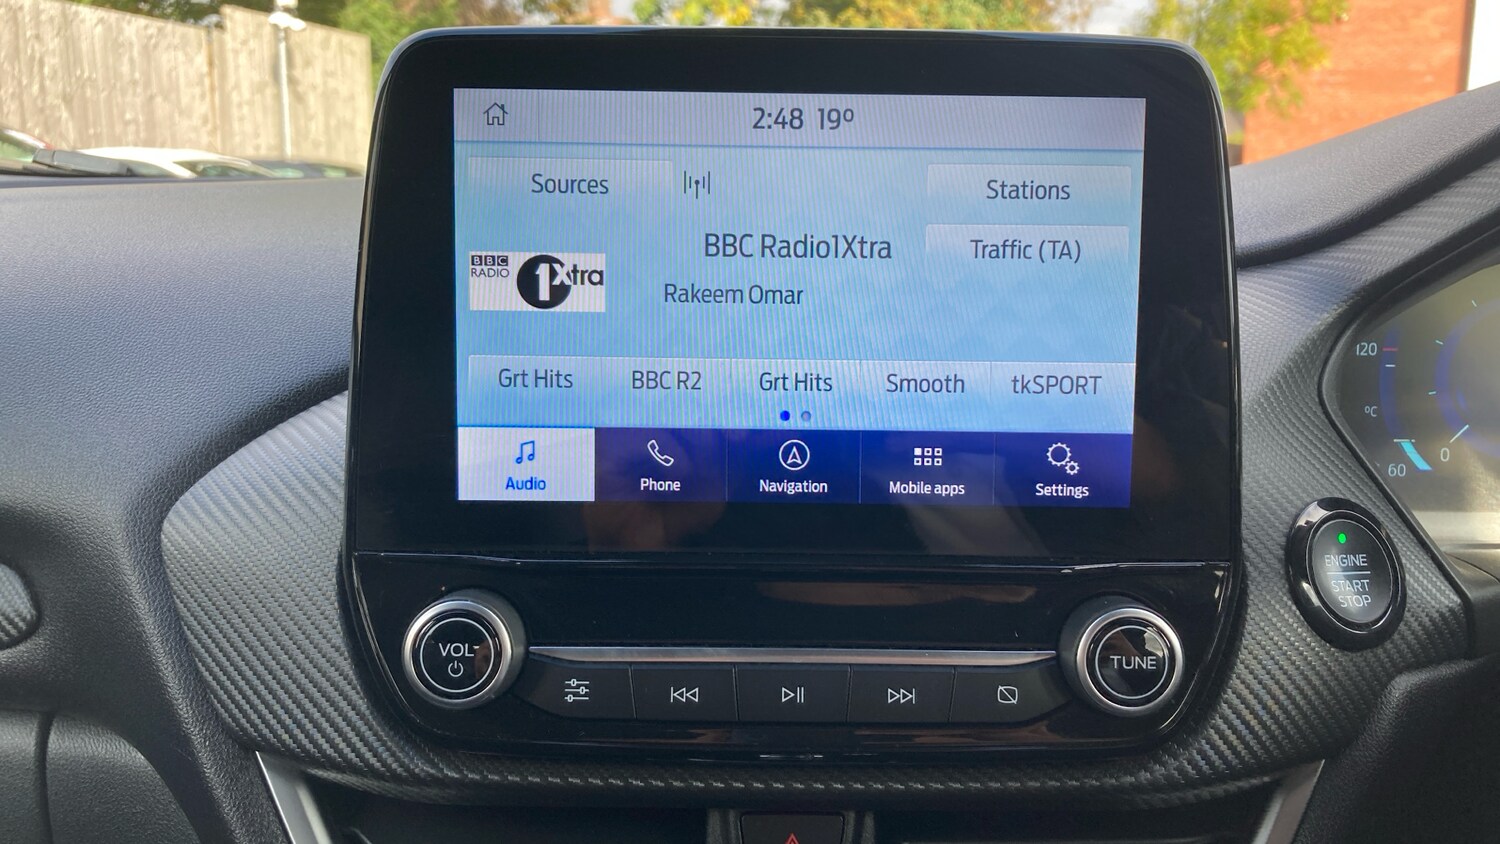 2:48 19º
Sources
Stations
BBC Radio1Xtra
Traffic (TA)
BBC
RADIO
1Xtra
Rakeem Omar
Grt Hits
BBC R2
Grt Hits
Smooth
tkSPORT
Audio
Phone
Navigation
Mobile apps
Settings
VOL
TUNE
ENGINE
START
STOP
120
ºC
60
0